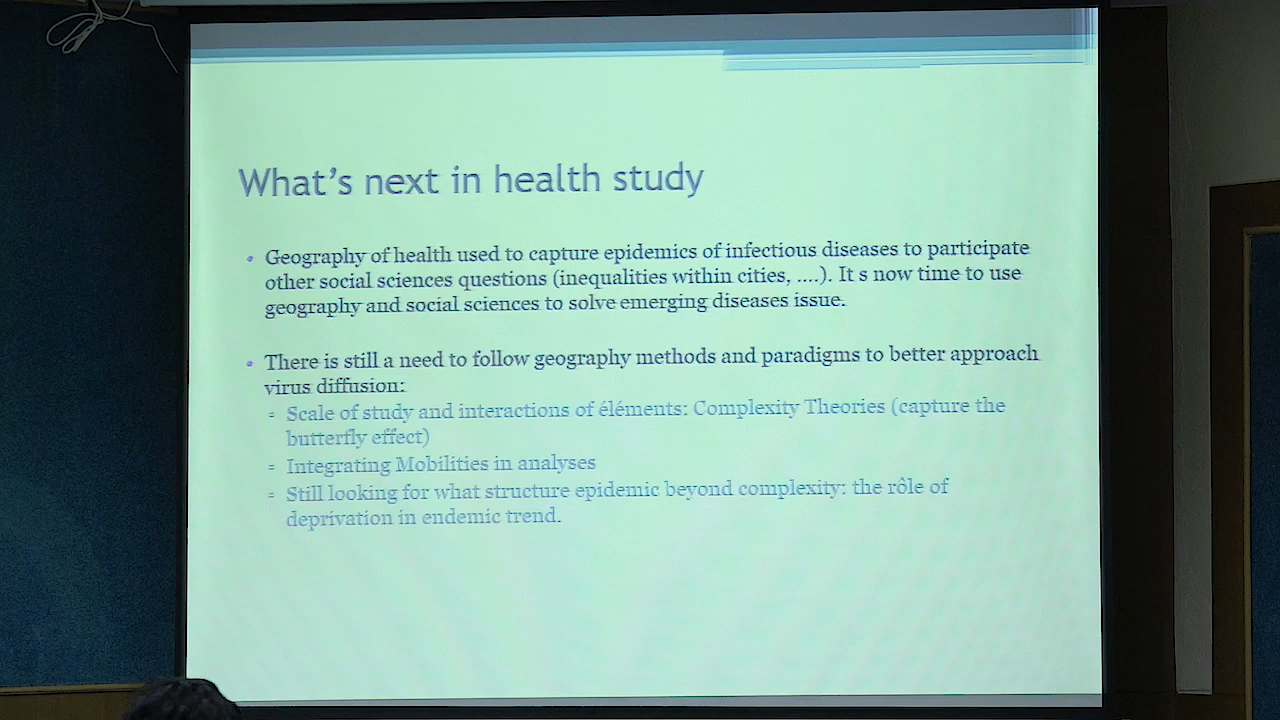 What's next in health study
• Geography of health used to capture epidemics of infectious diseases to participate
other social sciences questions (inequalities within cities, ....). It s now time to use
geography and social sciences to solve emerging diseases issue.
• There is still a need to follow geography methods and paradigms to better approach
virus diffusion:
= Scale of study and interactions of éléments: Complexity Theories (capture the
butterfly effect)
= Integrating Mobilities in analyses
= Still looking for what structure epidemic beyond complexity: the rôle of
deprivation in endemic trend.